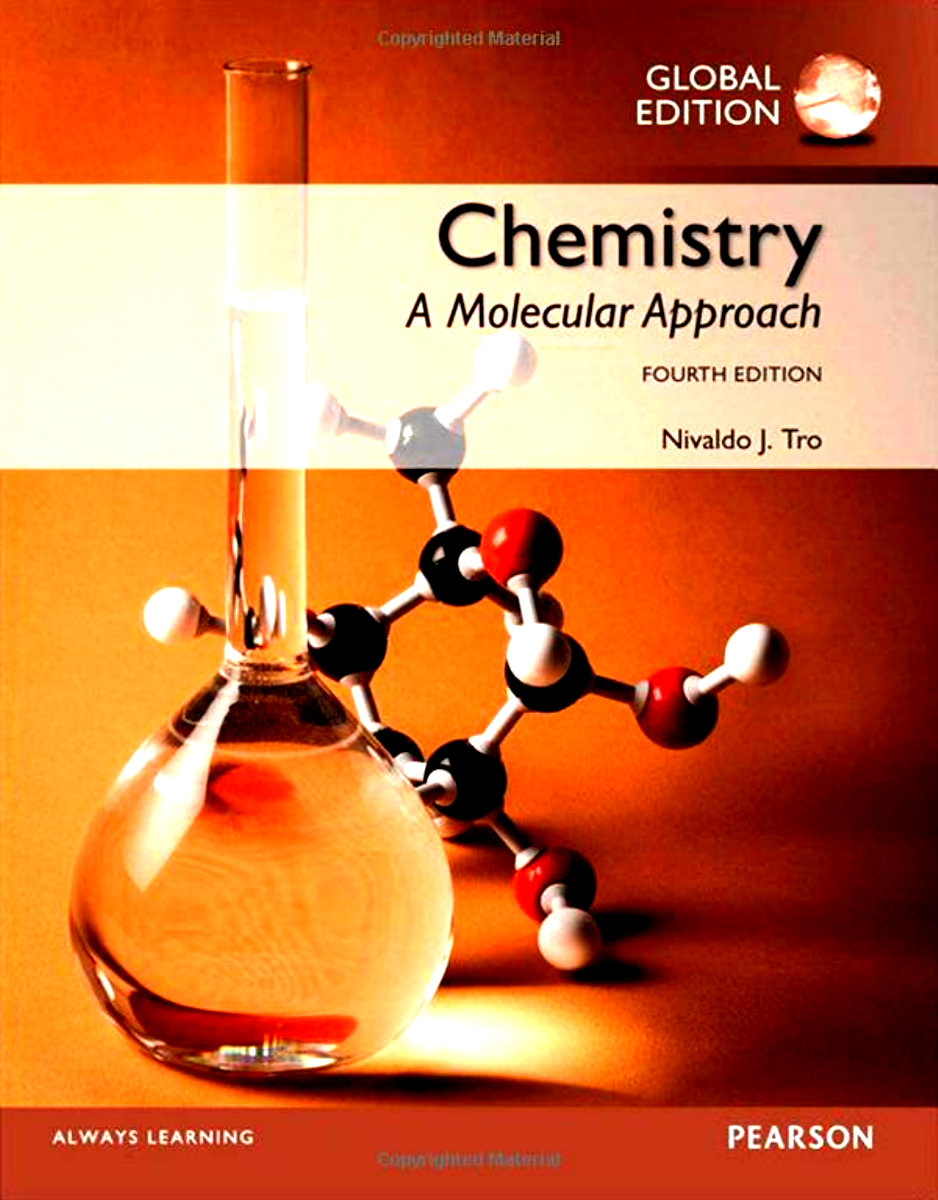 Copyrighted Material
GLOBAL
EDITION
Chemistry
A Molecular Approach
FOURTH EDITION
Nivaldo J. Tro
ALWAYS LEARNING
PEARSON
Copyrighted Material